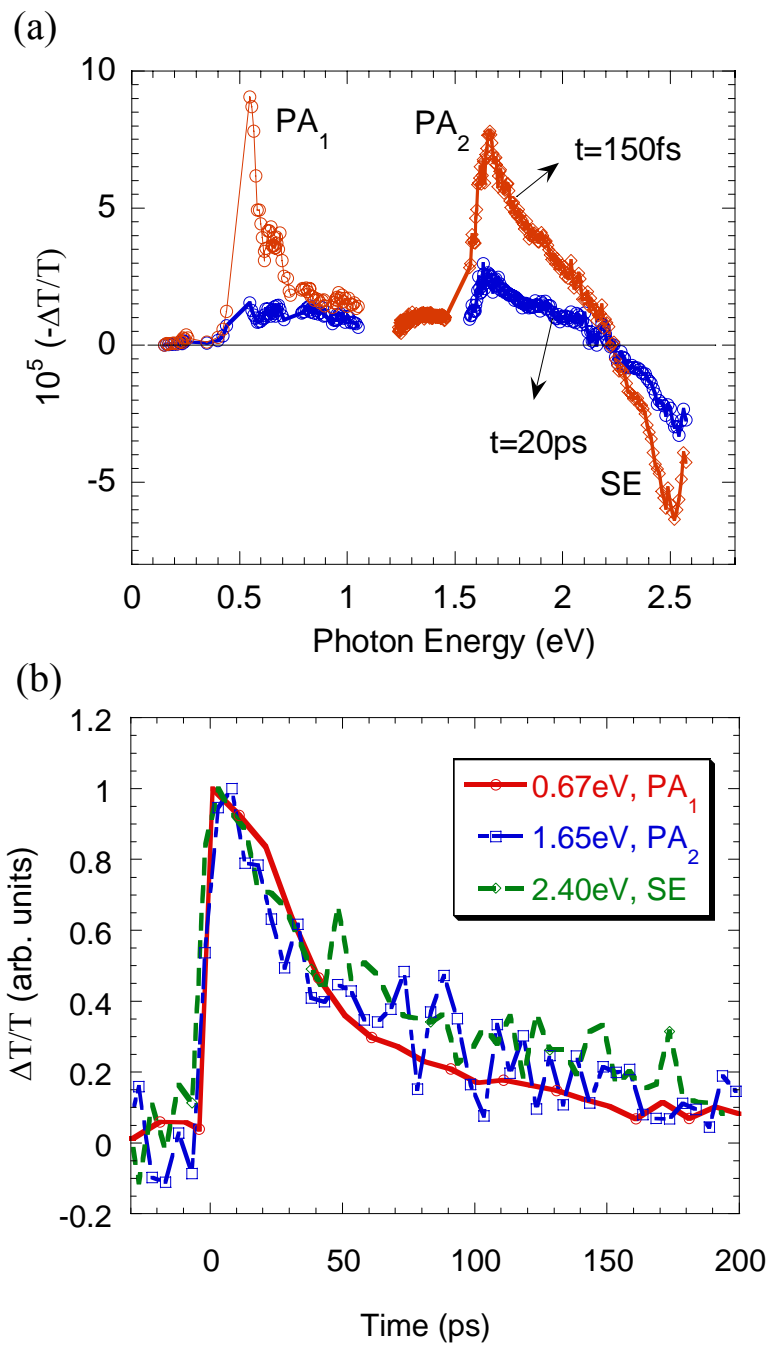 (a)
10
5
0
-5
10⁵ (-ΔT/T)
PA₁
PA₂
t=150fs
t=20ps
SE
0 0.5 1 1.5 2 2.5
Photon Energy (eV)
(b)
1.2
1
0.8
0.6
0.4
0.2
0
-0.2
ΔT/T (arb. units)
0.67eV, PA₁
1.65eV, PA₂
2.40eV, SE
0 50 100 150 200
Time (ps)